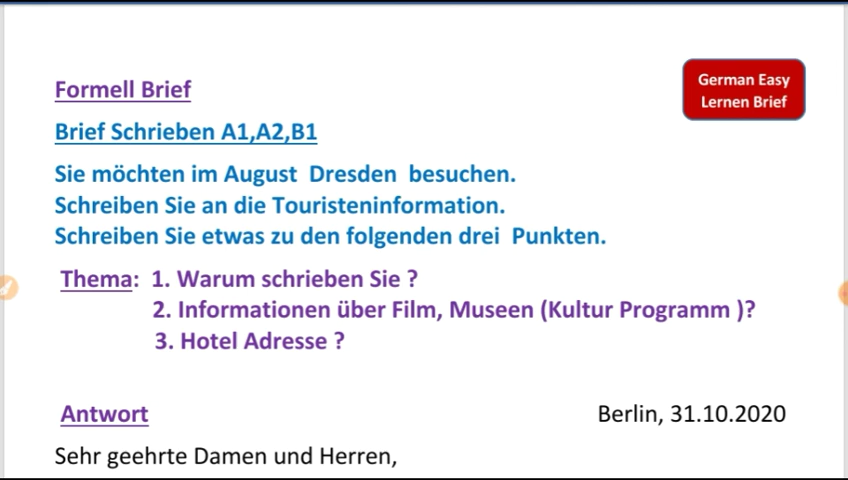 Formell Brief
German Easy
Lernen Brief
Brief Schrieben A1,A2,B1
Sie möchten im August Dresden besuchen.
Schreiben Sie an die Touristeninformation.
Schreiben Sie etwas zu den folgenden drei Punkten.
Thema: 1. Warum schrieben Sie ?
2. Informationen über Film, Museen (Kultur Programm )?
3. Hotel Adresse ?
Antwort
Berlin, 31.10.2020
Sehr geehrte Damen und Herren,